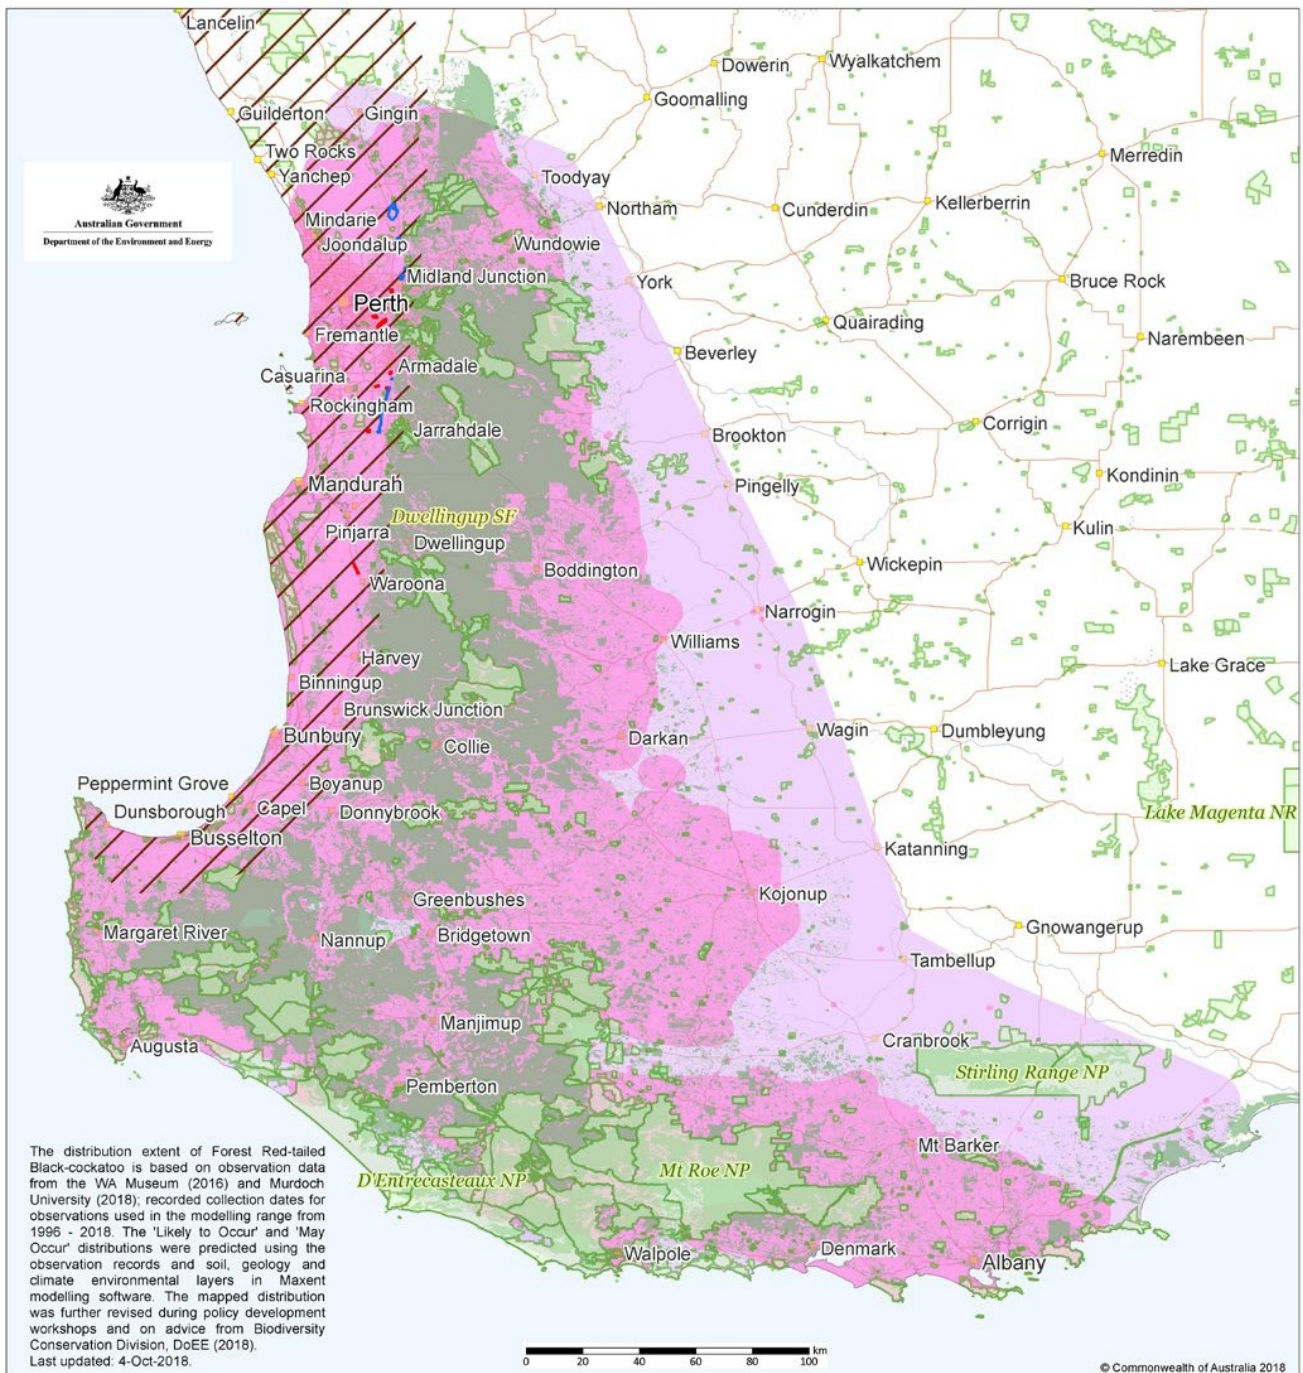 Lancelin
Dowerin
Wyalkatchem
Goomalling
Guilderton
Gingin
Two Rocks
Merredin
Yanchep
Toodyay
Australian Government
Department of the Environment and Energy
Northam
Cunderdin
Kellerberrin
Mindarie
Joondalup
Wundowie
Midland Junction
York
Bruce Rock
Perth
Quairading
Fremantle
Narembeen
Beverley
Armadale
Casuarina
Rockingham
Corrigin
Jarrahdale
Brookton
Kondinin
Mandurah
Pingelly
Dwellingup SF
Kulin
Pinjarra
Dwellingup
Wickepin
Boddington
Waroona
Narrogin
Williams
Harvey
Lake Grace
Binningup
Brunswick Junction
Bunbury
Collie
Darkan
Wagin
Dumbleyung
Peppermint Grove
Boyanup
Dunsborough
Capel
Donnybrook
Lake Magenta NR
Busselton
Katanning
Greenbushes
Kojonup
Margaret River
Nannup
Bridgetown
Gnowangerup
Tambellup
Manjimup
Augusta
Cranbrook
Stirling Range NP
Pemberton
Mt Barker
Mt Roe NP
D'Entrecasteaux NP
Walpole
Denmark
Albany
The distribution extent of Forest Red-tailed
Black-cockatoo is based on observation data
from the WA Museum (2016) and Murdoch
University (2018); recorded collection dates for
observations used in the modelling range from
1996 - 2018. The 'Likely to Occur' and 'May
Occur' distributions were predicted using the
observation records and soil, geology and
climate environmental layers in Maxent
modelling software. The mapped distribution
was further revised during policy development
workshops and on advice from Biodiversity
Conservation Division, DoEE (2018).
Last updated: 4-Oct-2018.
km
0 20 40 60 80 100
© Commonwealth of Australia 2018